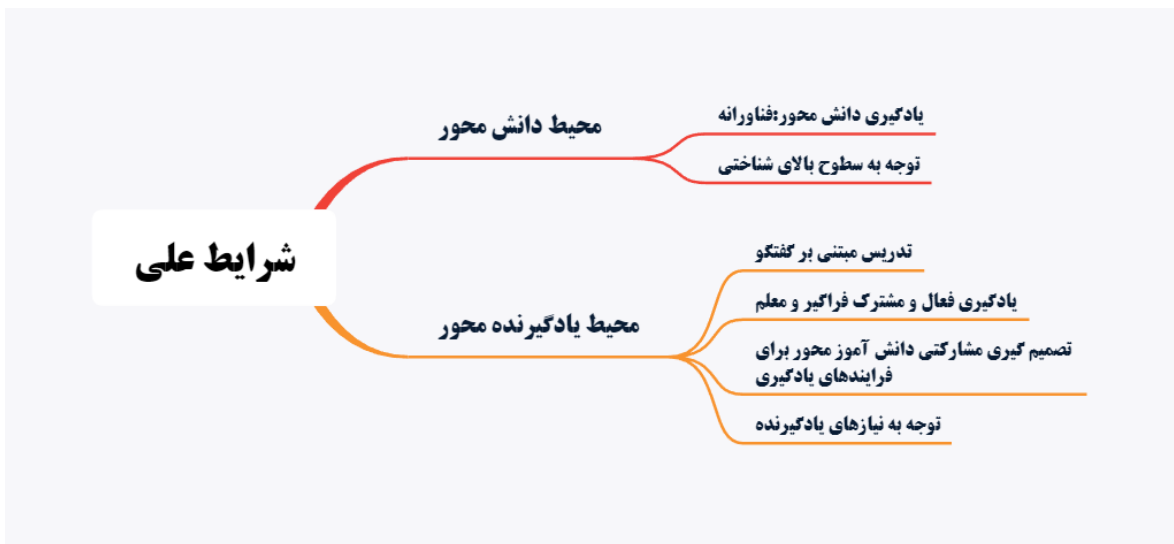 شرایط علی
محیط دانش محور
یادگیری دانش محور:فناورانه
توجه به سطوح بالای شناختی
محیط یادگیرنده محور
تدریس مبتنی بر گفتگو
یادگیری فعال و مشترک فراگیر و معلم
تصمیم گیری مشارکتی دانش آموز محور برای
فرایندهای یادگیری
توجه به نیازهای یادگیرنده